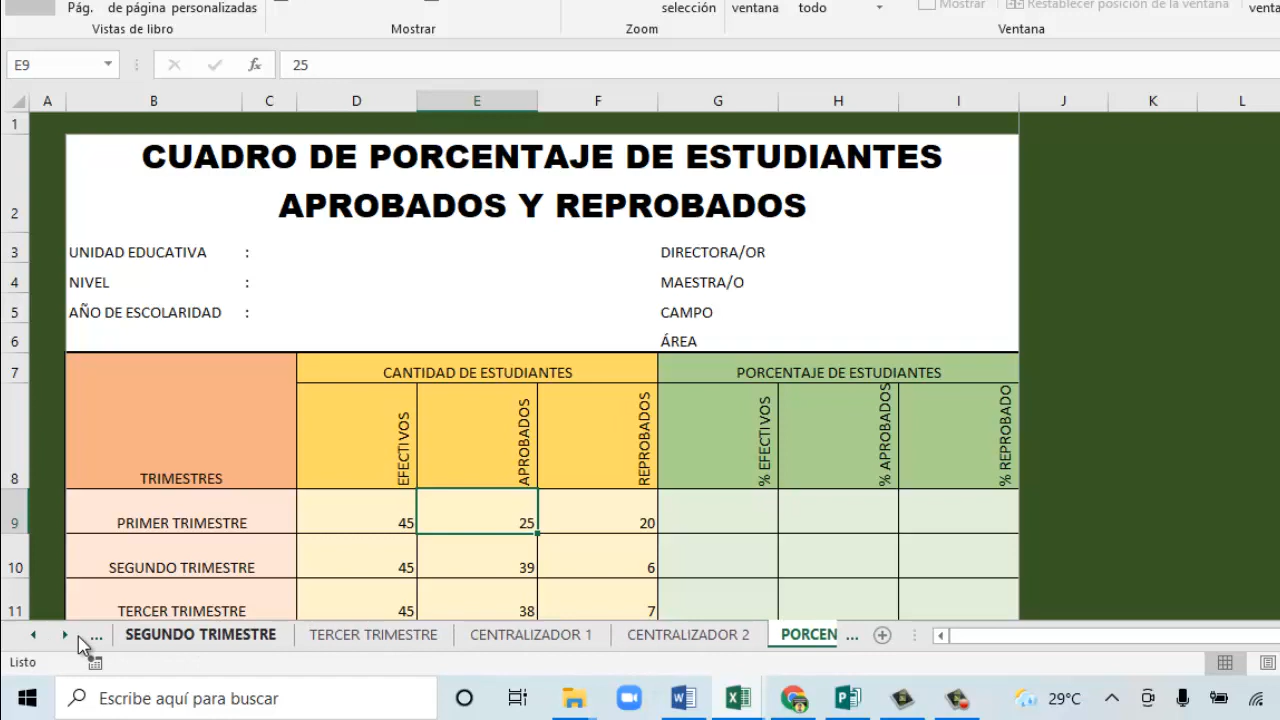 Pág. de página personalizadas selección ventana todo Mostrar Restablecer posición de la ventana
Vistas de libro Mostrar Zoom Ventana
E9 fx 25
A B C D E F G H I J K L
1
CUADRO DE PORCENTAJE DE ESTUDIANTES
APROBADOS Y REPROBADOS
2
3 UNIDAD EDUCATIVA : DIRECTORA/OR
4 NIVEL : MAESTRA/O
5 AÑO DE ESCOLARIDAD : CAMPO
6 ÁREA
7 CANTIDAD DE ESTUDIANTES PORCENTAJE DE ESTUDIANTES
8 TRIMESTRES EFECTIVOS APROBADOS REPROBADOS % EFECTIVOS % APROBADOS % REPROBADO
9 PRIMER TRIMESTRE 45 25 20
10 SEGUNDO TRIMESTRE 45 39 6
11 TERCER TRIMESTRE 45 38 7
... SEGUNDO TRIMESTRE TERCER TRIMESTRE CENTRALIZADOR 1 CENTRALIZADOR 2 PORCEN ...
Listo
Escribe aquí para buscar 29°C